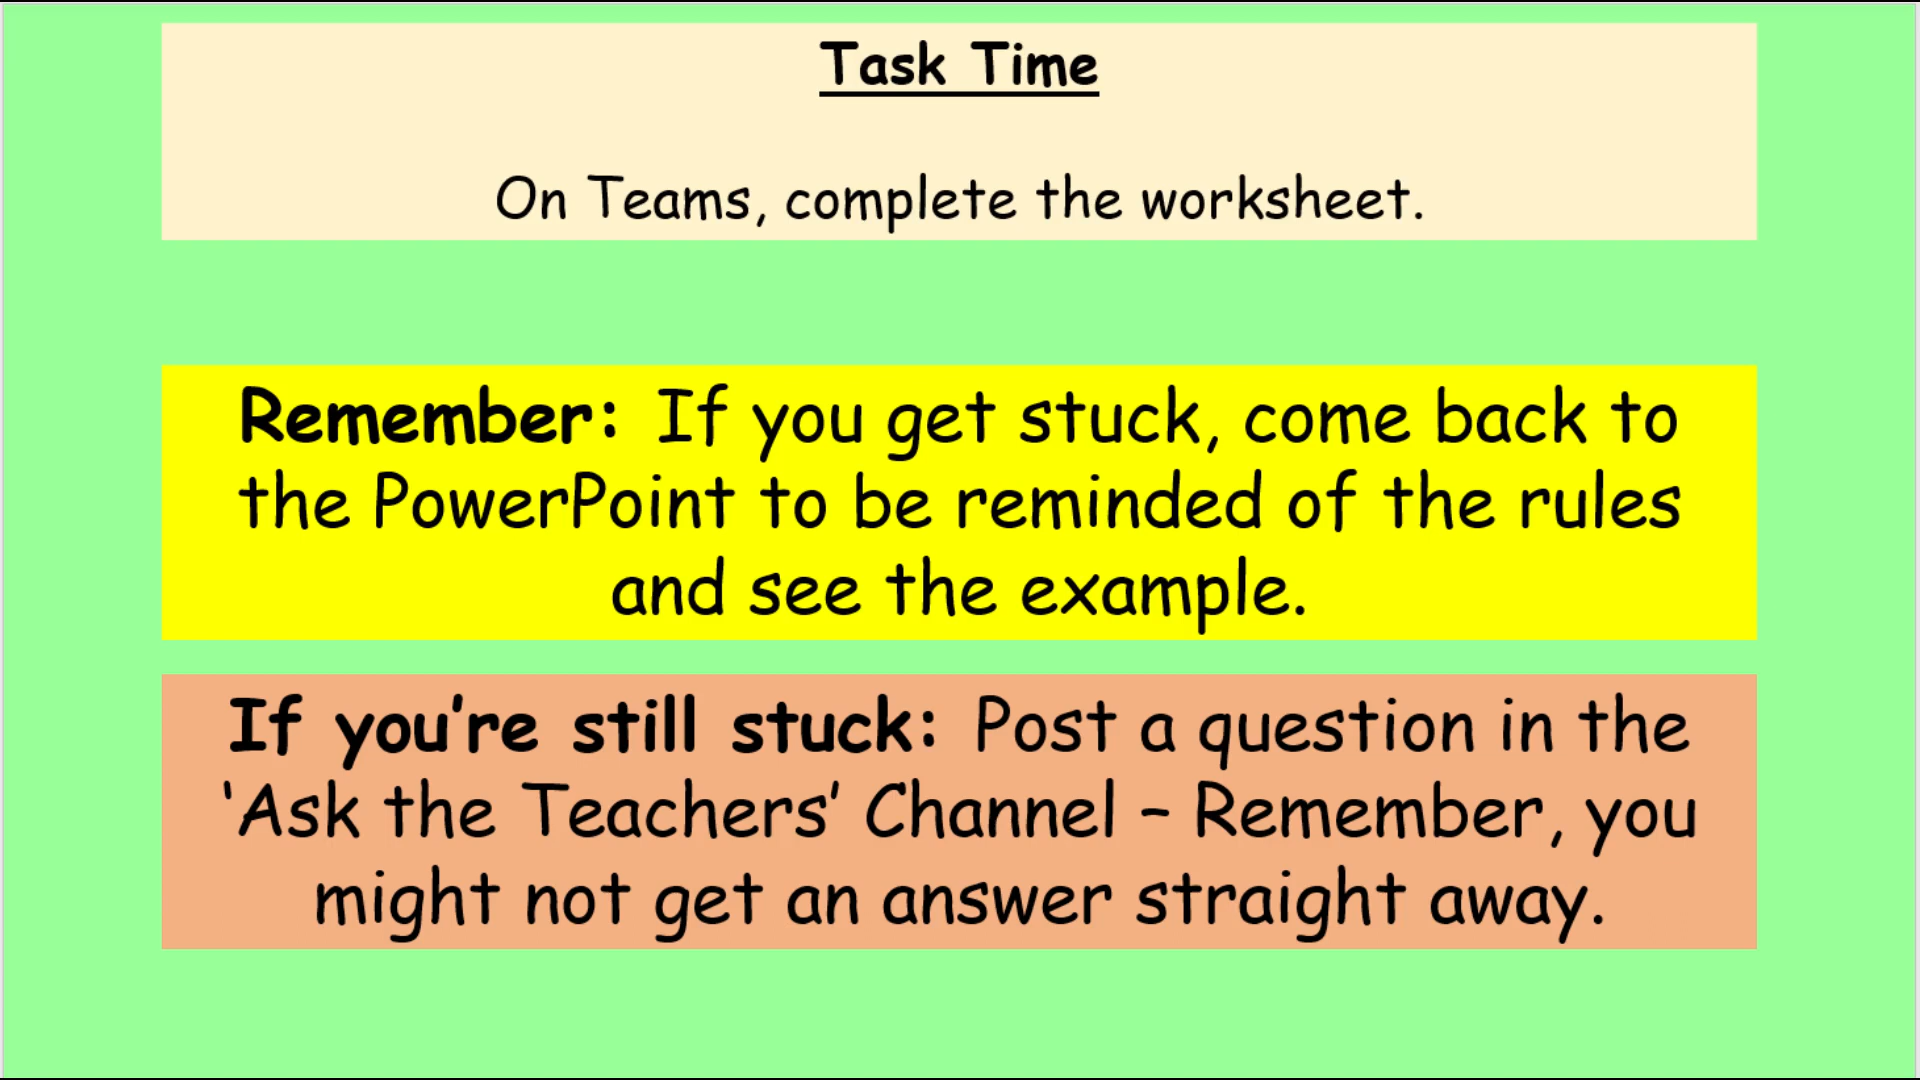 Task Time
On Teams, complete the worksheet.
Remember: If you get stuck, come back to
the PowerPoint to be reminded of the rules
and see the example.
If you’re still stuck: Post a question in the
‘Ask the Teachers’ Channel – Remember, you
might not get an answer straight away.